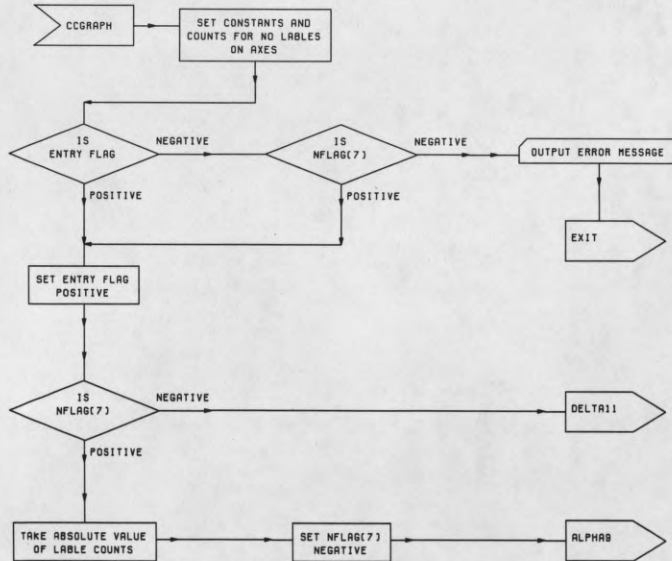 CCGRAPH
SET CONSTANTS AND
COUNTS FOR NO LABLES
ON AXES
IS
ENTRY FLAG
NEGATIVE
IS
NFLAG(7)
NEGATIVE
OUTPUT ERROR MESSAGE
POSITIVE
POSITIVE
EXIT
SET ENTRY FLAG
POSITIVE
IS
NFLAG(7)
NEGATIVE
DELTA11
POSITIVE
TAKE ABSOLUTE VALUE
OF LABLE COUNTS
SET NFLAG(7)
NEGATIVE
ALPHA9